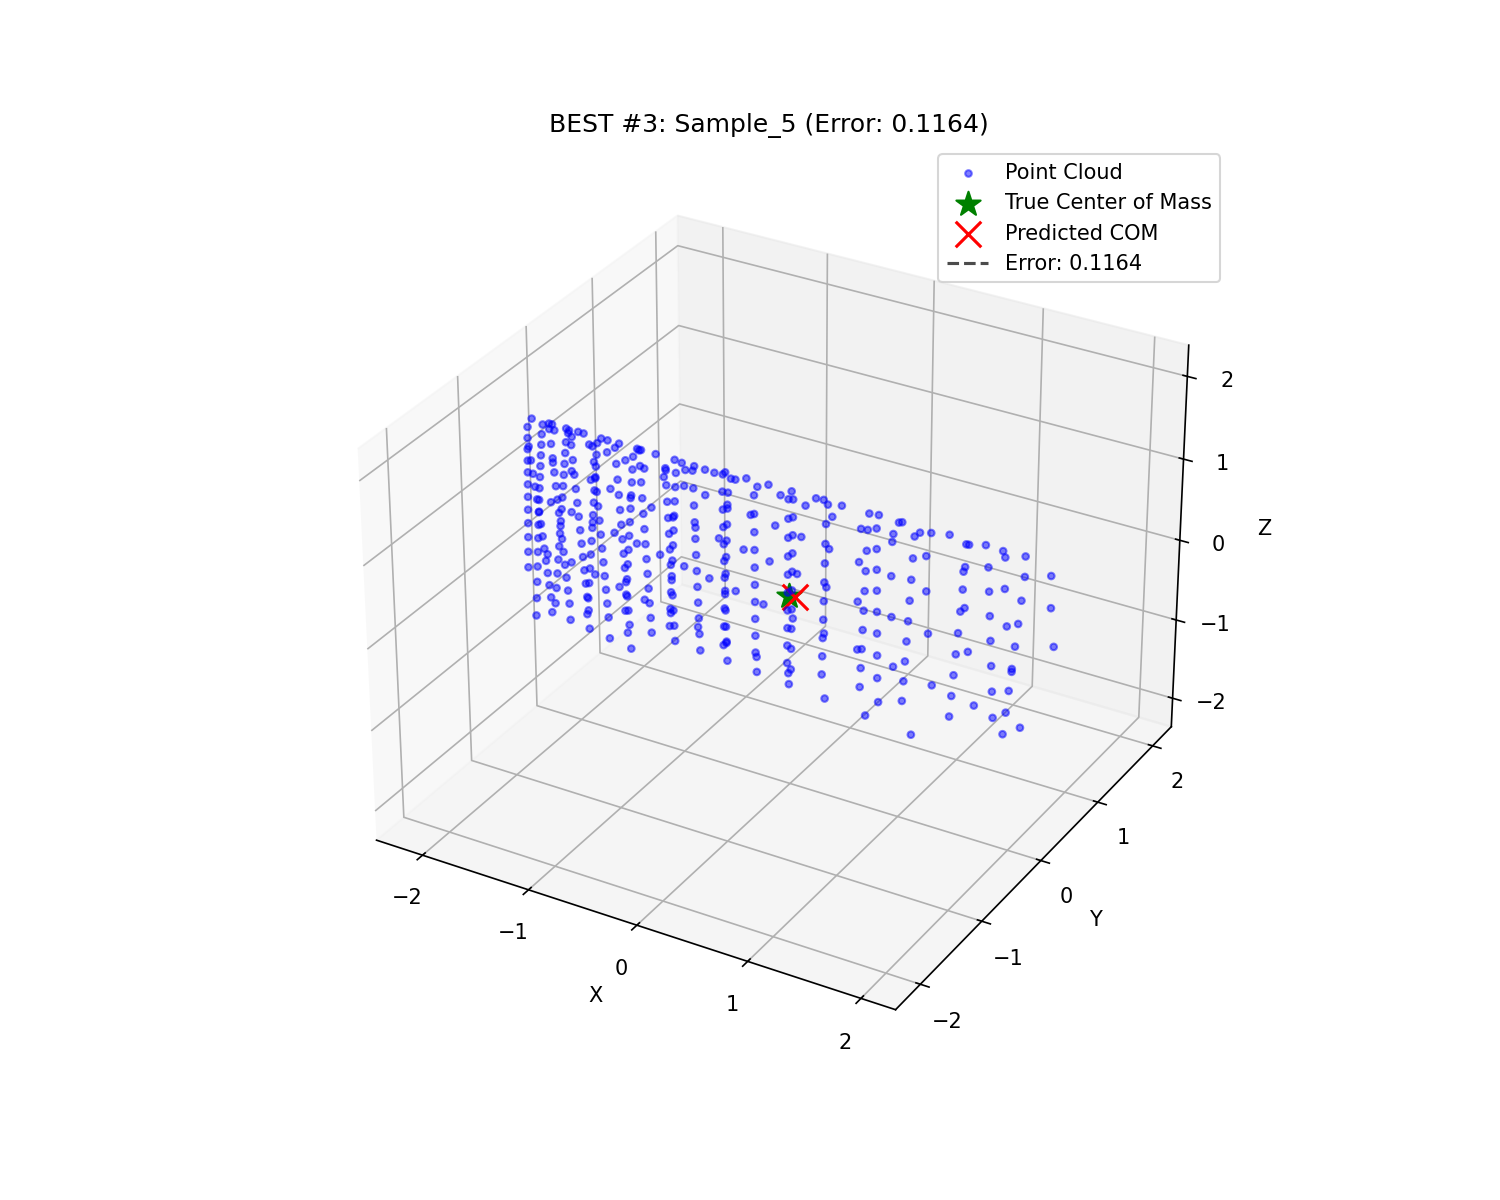 BEST #3: Sample_5 (Error: 0.1164)
Point Cloud
True Center of Mass
Predicted COM
Error: 0.1164
2
1
Z
0
−1
−2
2
1
0
Y
−1
−2
−2
−1
0
X
1
2